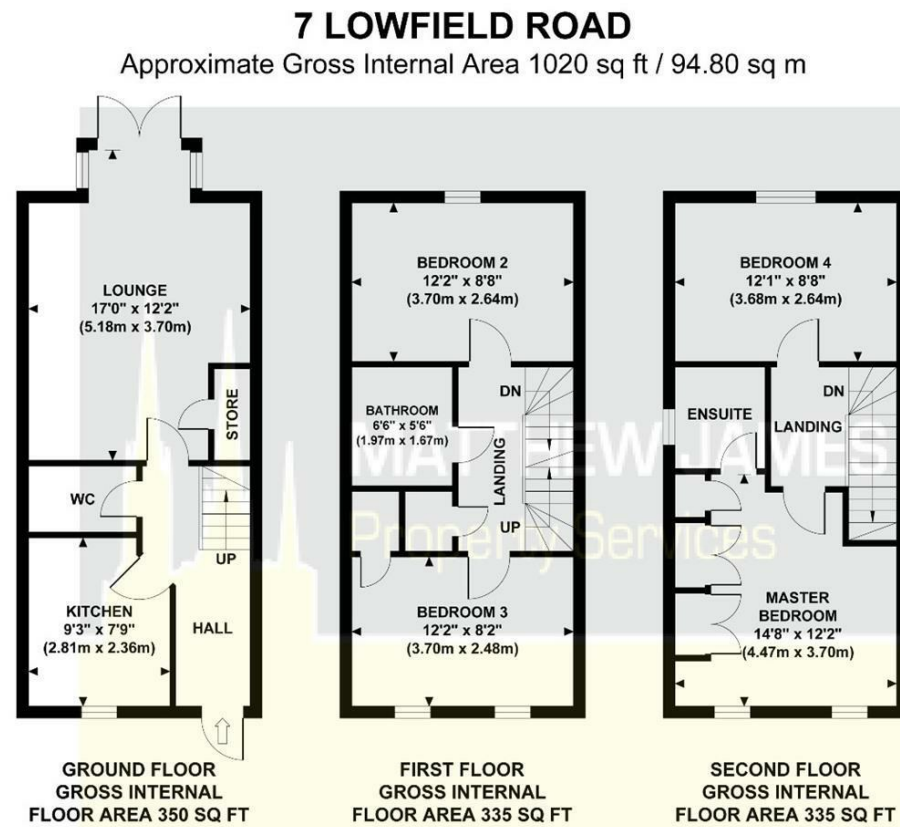 7 LOWFIELD ROAD
Approximate Gross Internal Area 1020 sq ft / 94.80 sq m
LOUNGE
17'0" x 12'2"
(5.18m x 3.70m)
STORE
WC
UP
KITCHEN
9'3" x 7'9"
(2.81m x 2.36m)
HALL
GROUND FLOOR
GROSS INTERNAL
FLOOR AREA 350 SQ FT
BEDROOM 2
12'2" x 8'8"
(3.70m x 2.64m)
DN
BATHROOM
6'6" x 5'6"
(1.97m x 1.67m)
LANDING
UP
BEDROOM 3
12'2" x 8'2"
(3.70m x 2.48m)
FIRST FLOOR
GROSS INTERNAL
FLOOR AREA 335 SQ FT
BEDROOM 4
12'1" x 8'8"
(3.68m x 2.64m)
DN
ENSUITE
LANDING
MASTER
BEDROOM
14'8" x 12'2"
(4.47m x 3.70m)
SECOND FLOOR
GROSS INTERNAL
FLOOR AREA 335 SQ FT
MATTHEW JAMES
Property Services